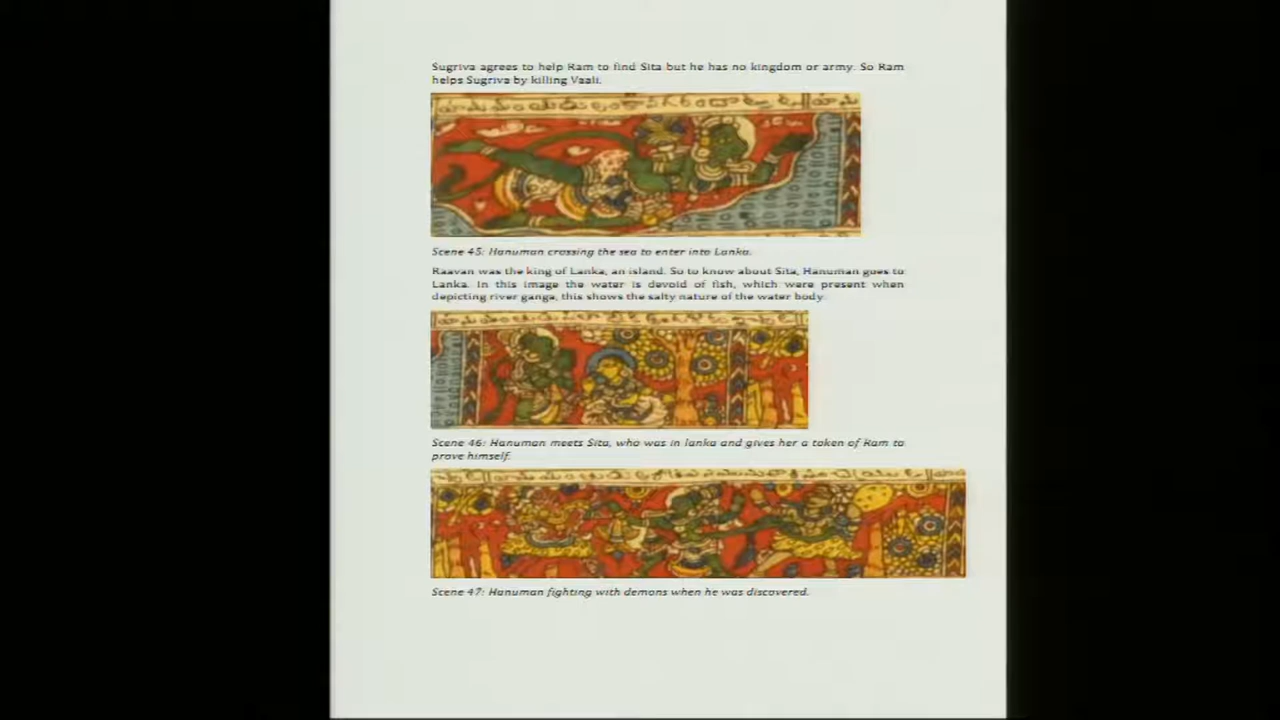 Sugriva agrees to help Ram to find Sita but he has no kingdom or army. So Ram
helps Sugriva by killing Vaali.
Scene 45: Hanuman crossing the sea to enter into Lanka.
Raavan was the king of Lanka, an island. So to know about Sita, Hanuman goes to
Lanka. In this image the water is devoid of fish, which were present when
depicting river ganga, this shows the salty nature of the water body.
Scene 46: Hanuman meets Sita, who was in lanka and gives her a token of Ram to
prove himself.
Scene 47: Hanuman fighting with demons when he was discovered.